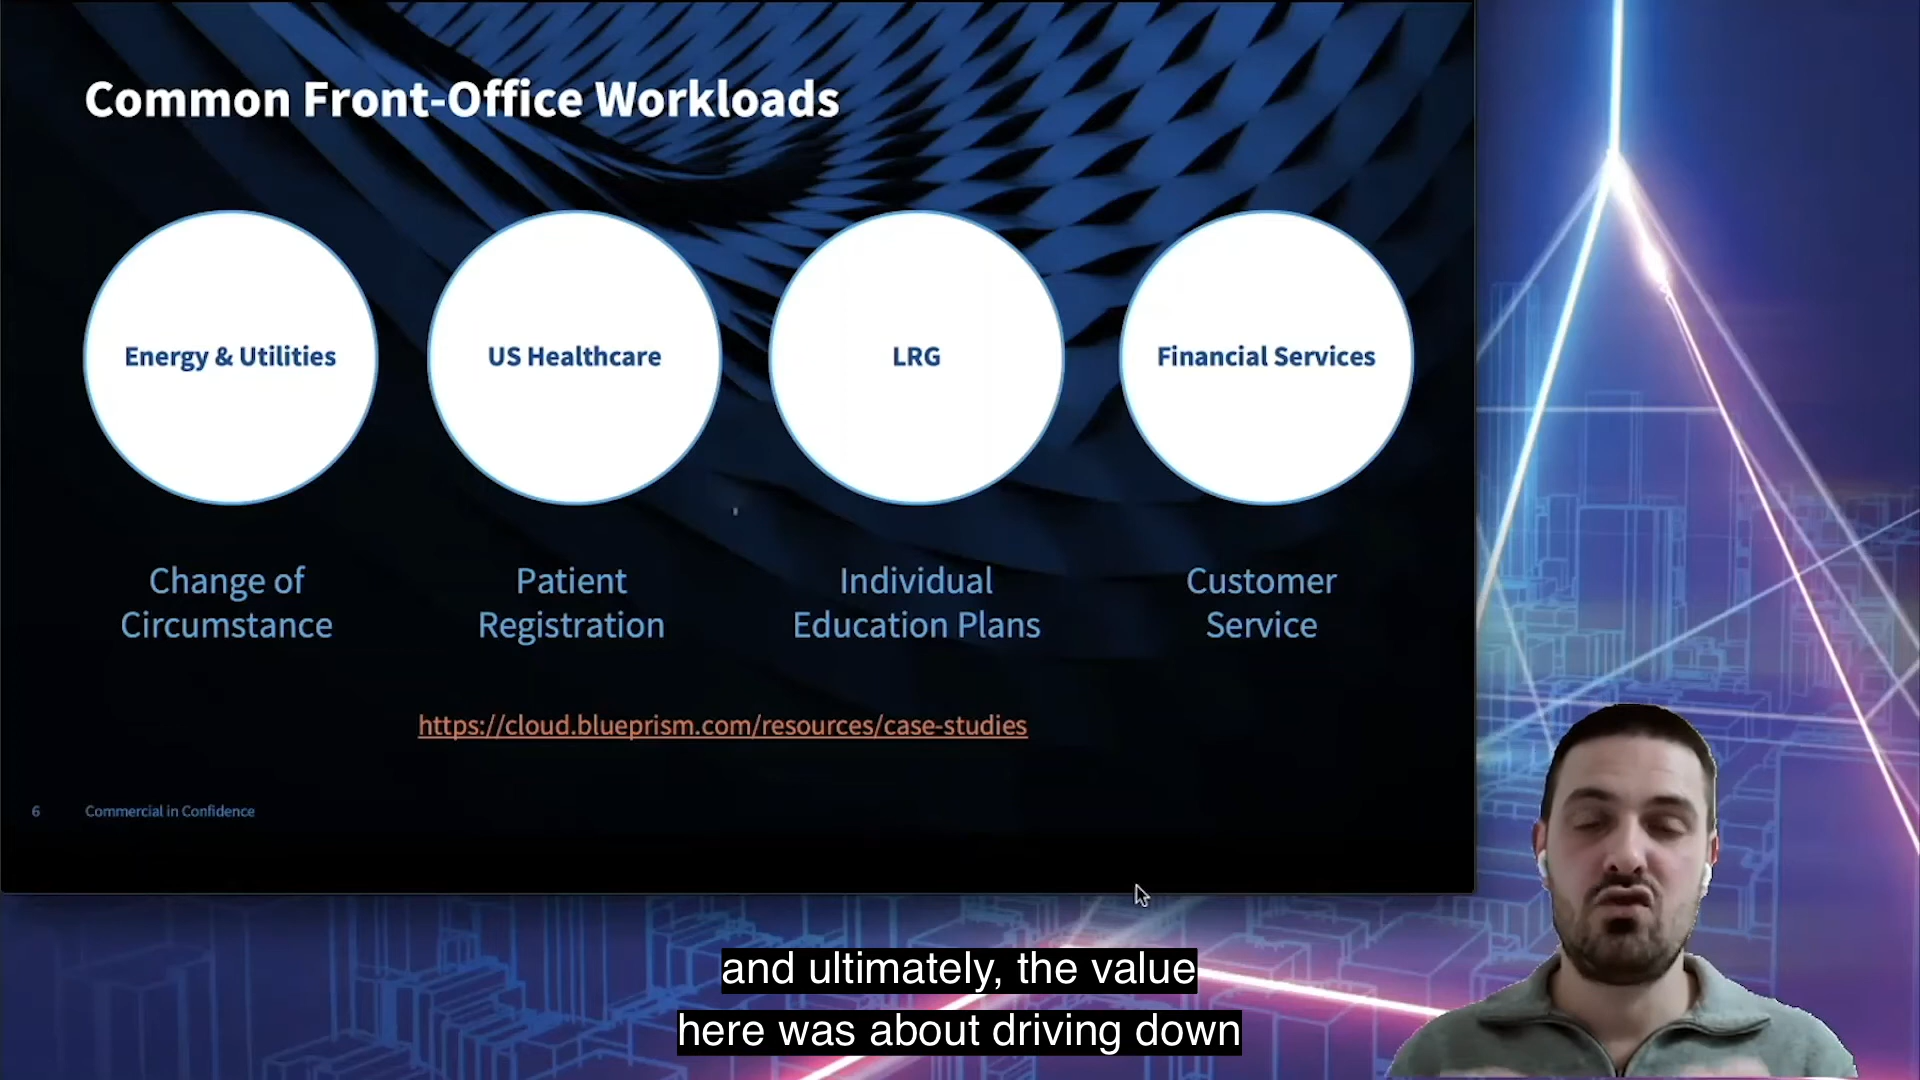 Common Front-Office Workloads
Energy & Utilities
US Healthcare
LRG
Financial Services
Change of
Circumstance
Patient
Registration
Individual
Education Plans
Customer
Service
https://cloud.blueprism.com/resources/case-studies
6
Commercial in Confidence
and ultimately, the value
here was about driving down